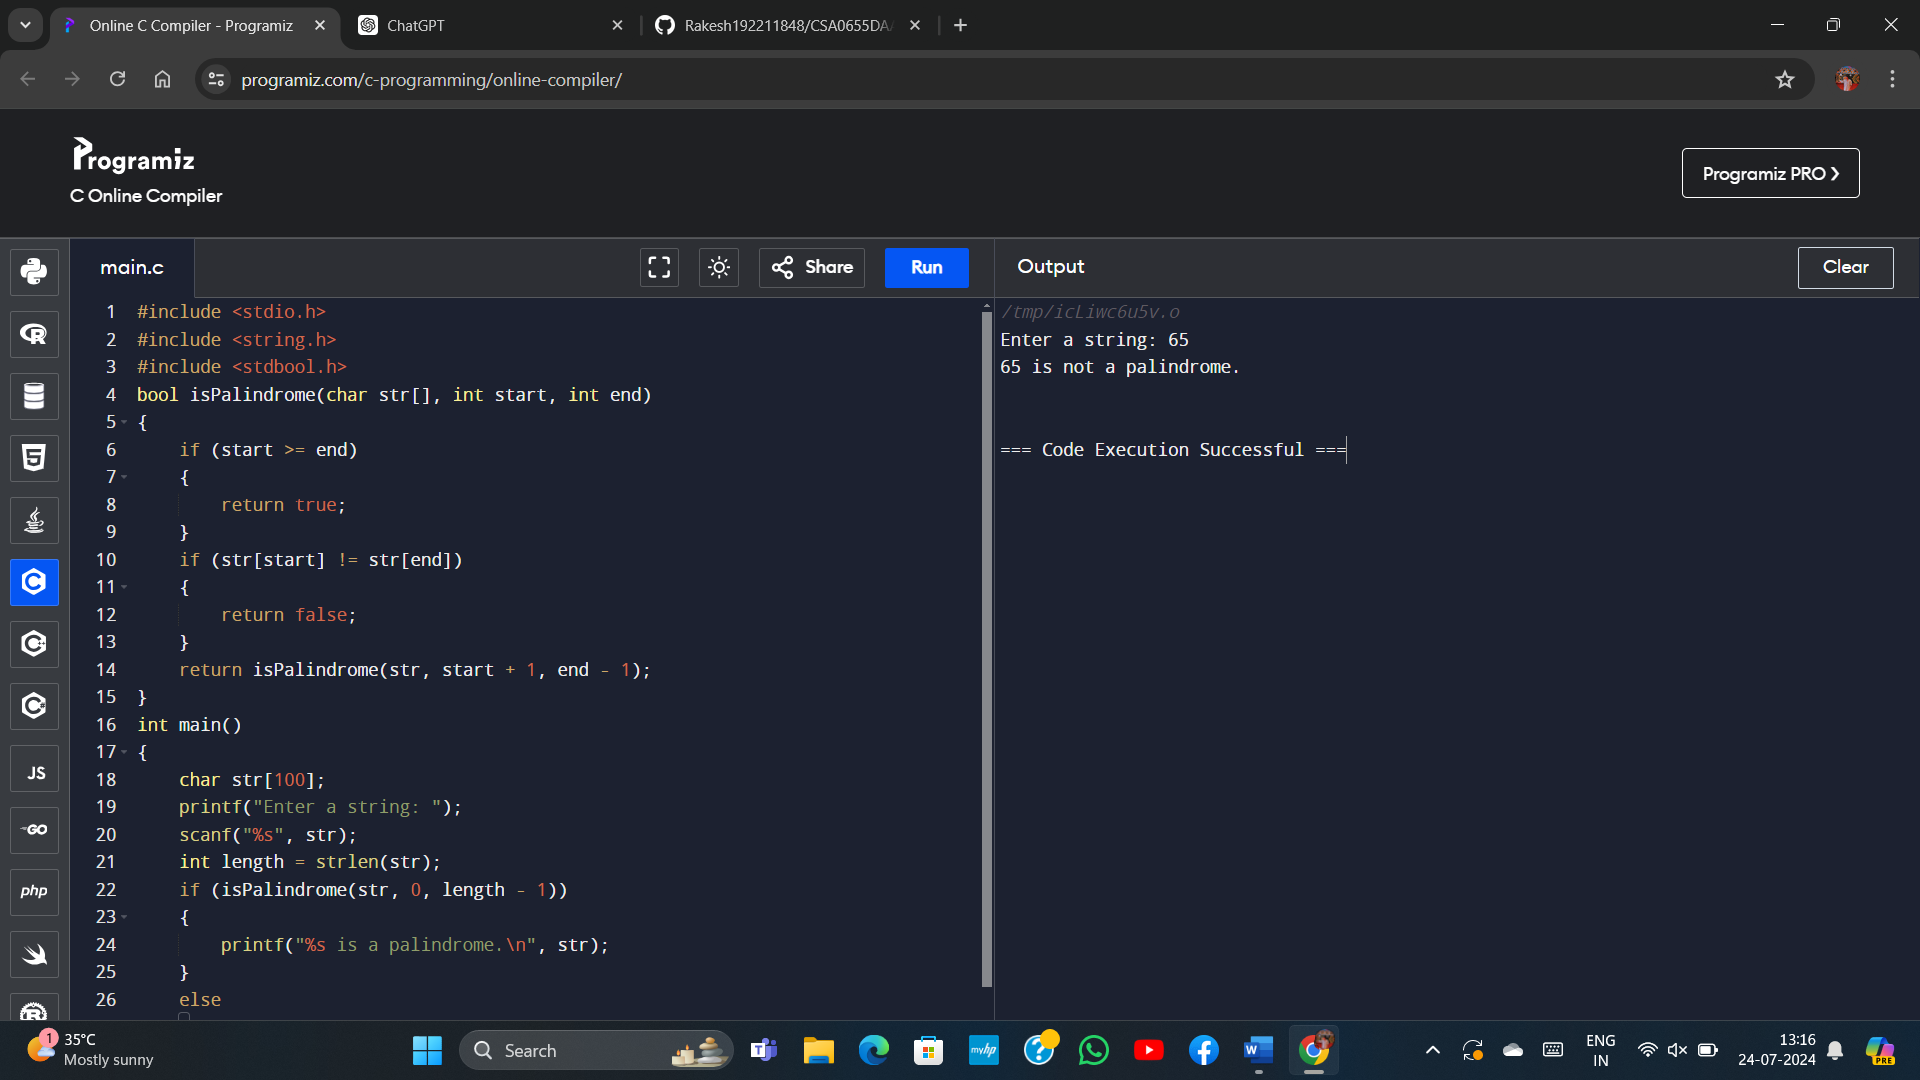 Online C Compiler - Programiz
ChatGPT
Rakesh192211848/CSA0655DA
programiz.com/c-programming/online-compiler/
Programiz
C Online Compiler
Programiz PRO
main.c
Share
Run
Output
Clear
1 #include <stdio.h>
2 #include <string.h>
3 #include <stdbool.h>
4 bool isPalindrome(char str[], int start, int end)
5 {
6 if (start >= end)
7 {
8 return true;
9 }
10 if (str[start] != str[end])
11 {
12 return false;
13 }
14 return isPalindrome(str, start + 1, end - 1);
15 }
16 int main()
17 {
18 char str[100];
19 printf("Enter a string: ");
20 scanf("%s", str);
21 int length = strlen(str);
22 if (isPalindrome(str, 0, length - 1))
23 {
24 printf("%s is a palindrome.\n", str);
25 }
26 else
/tmp/icLiwc6u5v.o
Enter a string: 65
65 is not a palindrome.
=== Code Execution Successful ===
R
5
C
C
C
JS
GO
php
R
1
35°C
Mostly sunny
Search
myhp
W
ENG
IN
13:16
24-07-2024
PRE